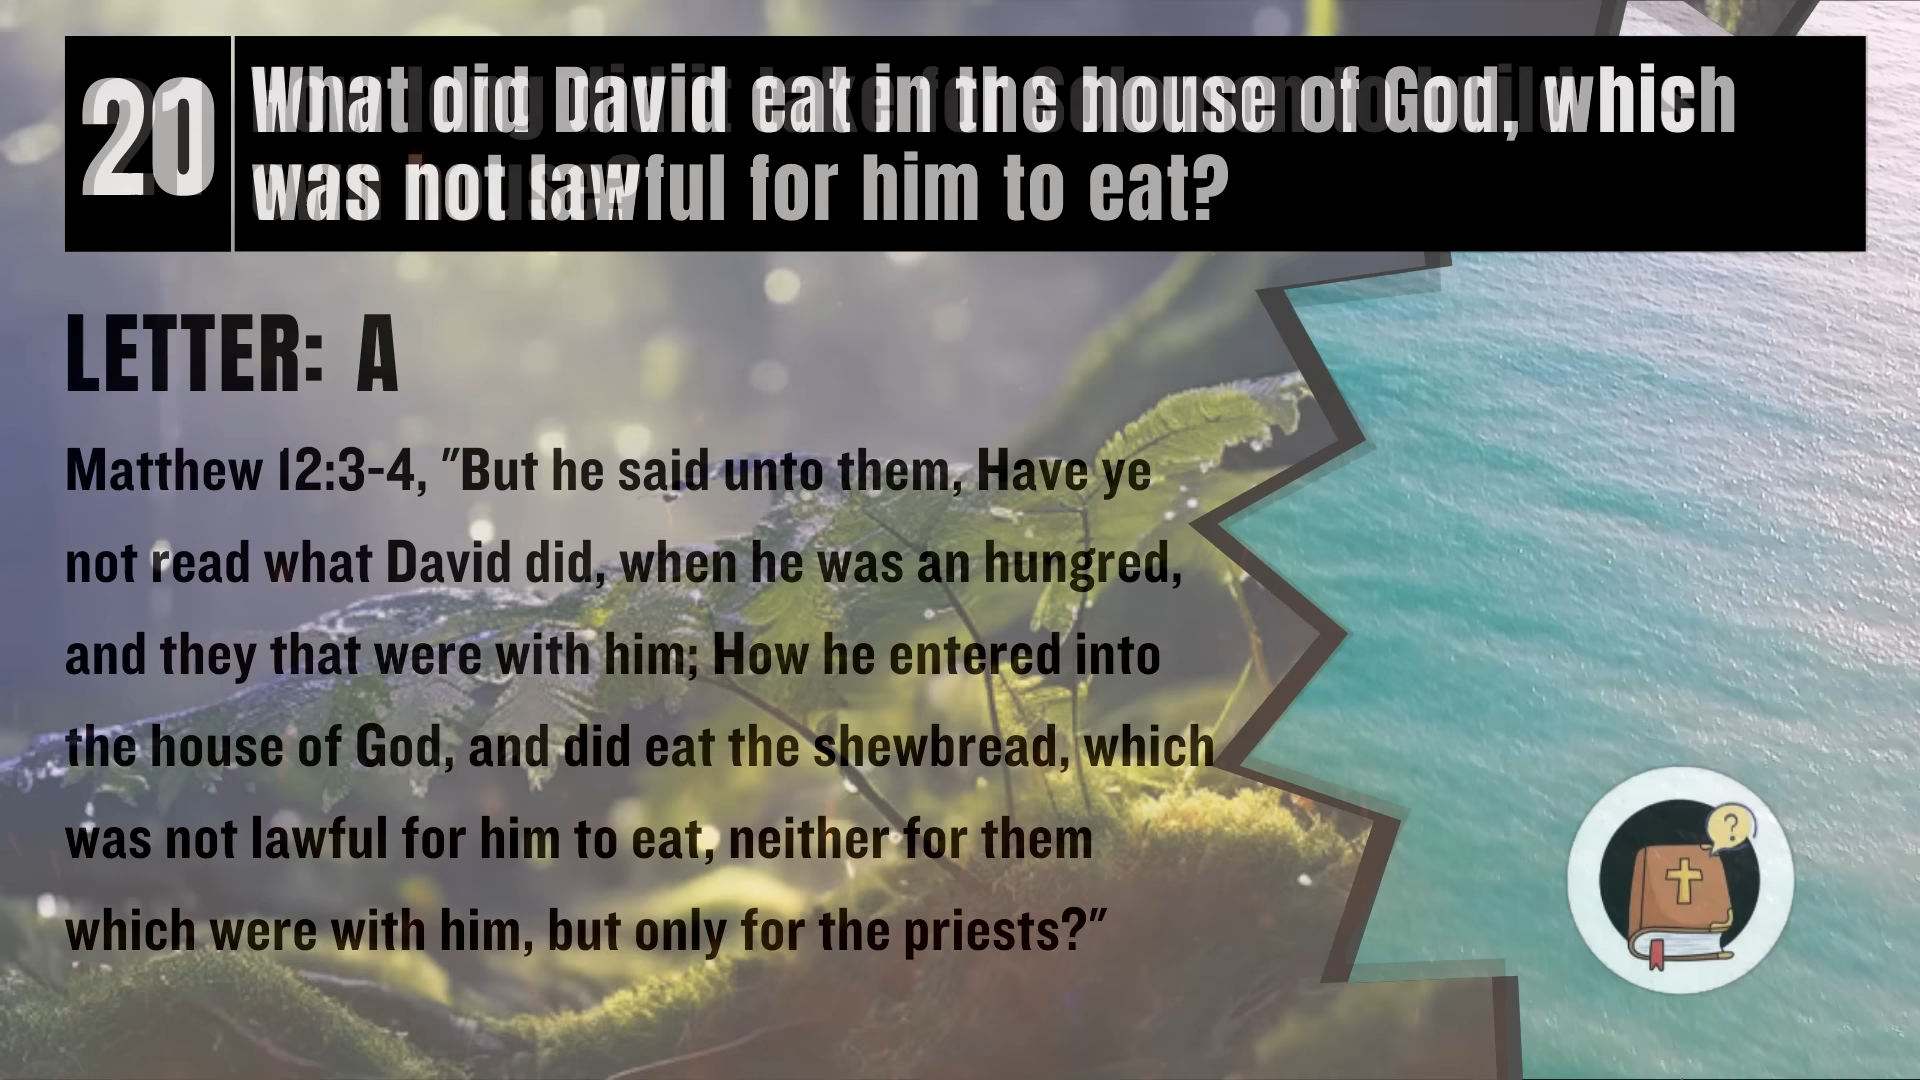 20
What did David eat in the house of God, which
was not lawful for him to eat?
LETTER: A
Matthew 12:3-4, "But he said unto them, Have ye
not read what David did, when he was an hungred,
and they that were with him; How he entered into
the house of God, and did eat the shewbread, which
was not lawful for him to eat, neither for them
which were with him, but only for the priests?"
?